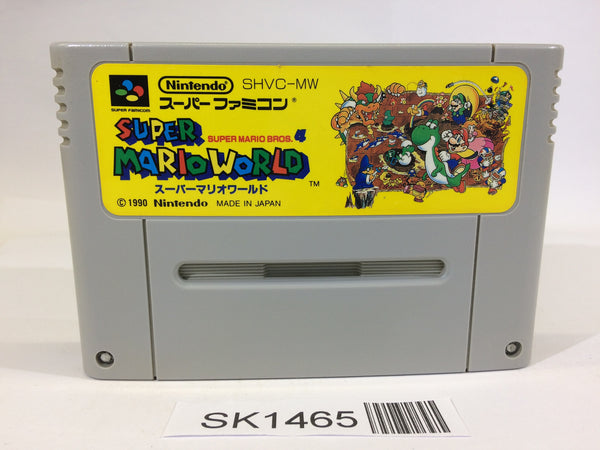 SUPER FAMICOM
Nintendo SHVC-MW
スーパーファミコン®
SUPER MARIO BROS. 4
SUPER
MARIO WORLD
TM
スーパーマリオワールド
© 1990 Nintendo MADE IN JAPAN
SK1465